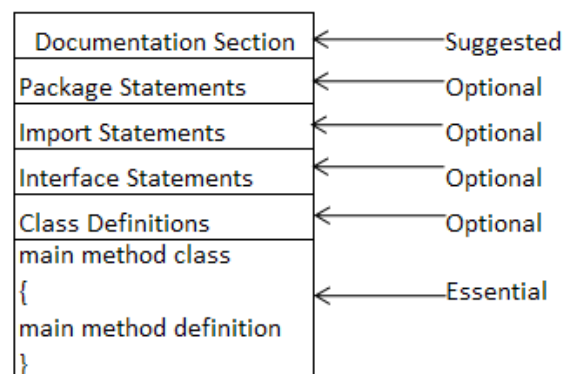 Documentation Section Suggested
Package Statements Optional
Import Statements Optional
Interface Statements Optional
Class Definitions Optional
main method class
{ Essential
main method definition
}